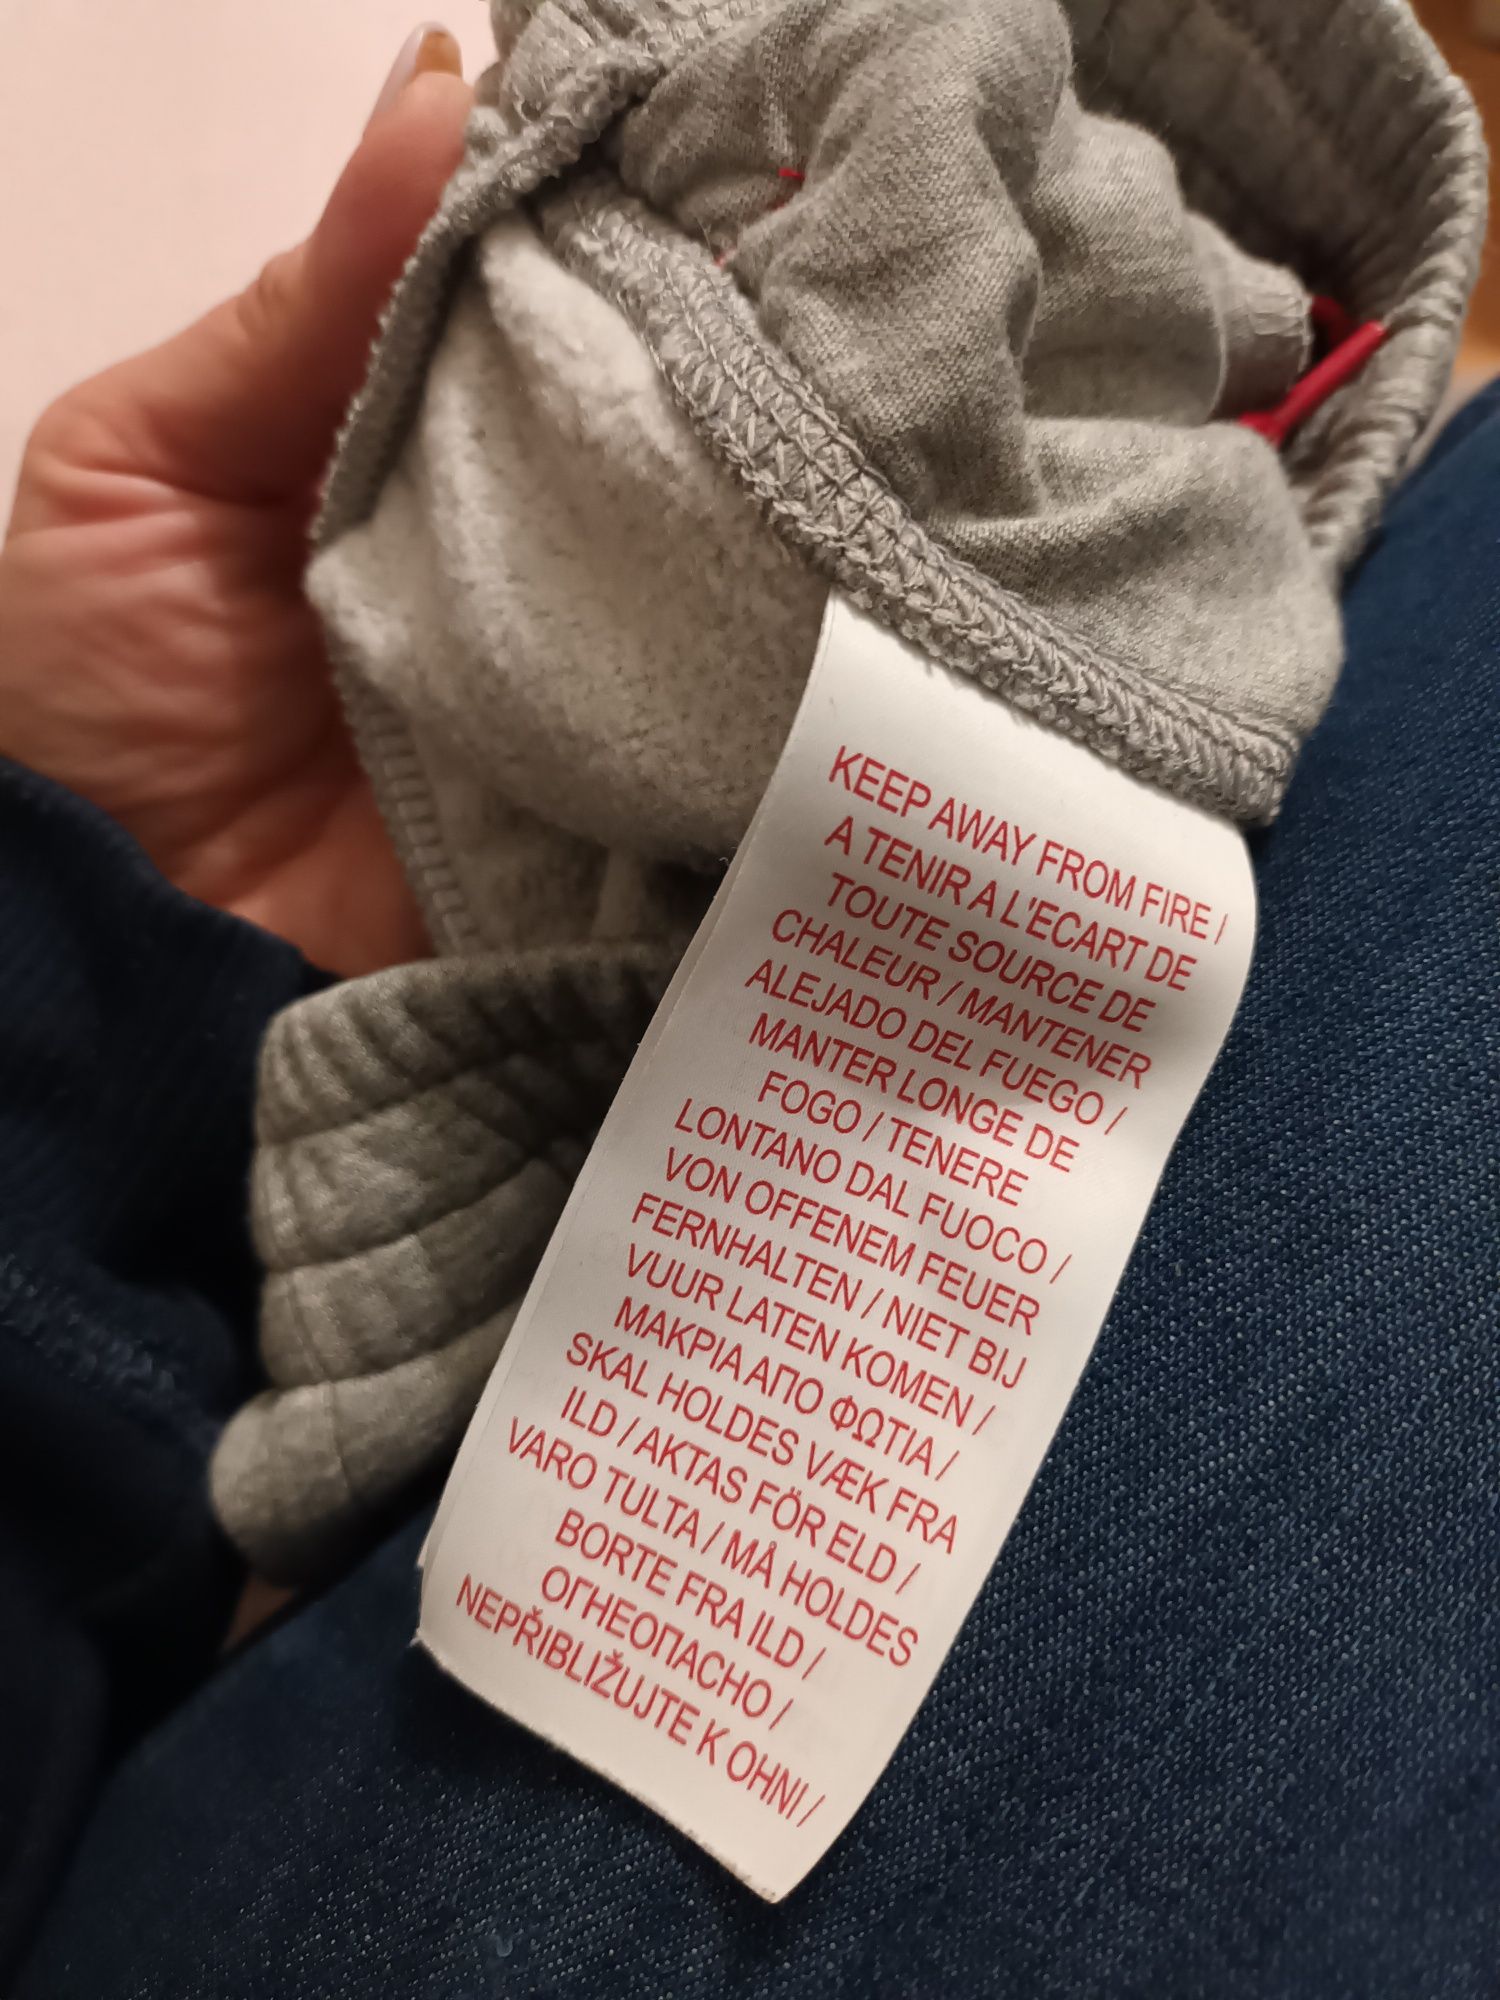 KEEP AWAY FROM FIRE /
A TENIR A L'ECART DE
TOUTE SOURCE DE
CHALEUR / MANTENER
ALEJADO DEL FUEGO /
MANTER LONGE DE
FOGO / TENERE
LONTANO DAL FUOCO /
VON OFFENEM FEUER
FERNHALTEN / NIET BIJ
VUUR LATEN KOMEN /
ΜΑΚΡΙΑ ΑΠΟ ΦΩΤΙΑ /
SKAL HOLDES VÆK FRA
ILD / AKTAS FÖR ELD /
VARO TULTA / MÅ HOLDES
BORTE FRA ILD /
ОГНЕОПАСНО /
NEPŘIBLIŽUJTE K OHNI /